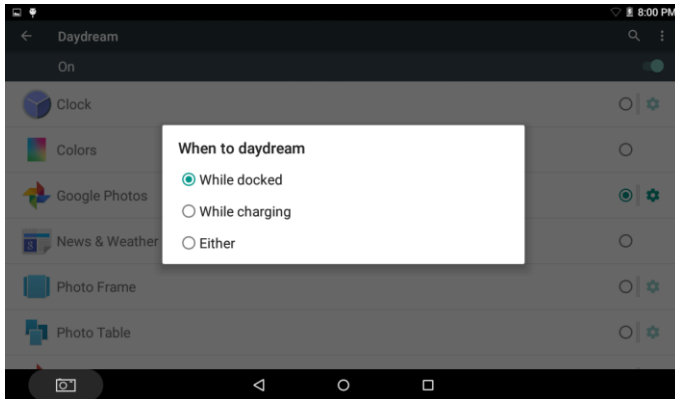 8:00 PM
Daydream
On
Clock
Colors
When to daydream
While docked
Google Photos
While charging
8
News & Weather
Either
Photo Frame
Photo Table